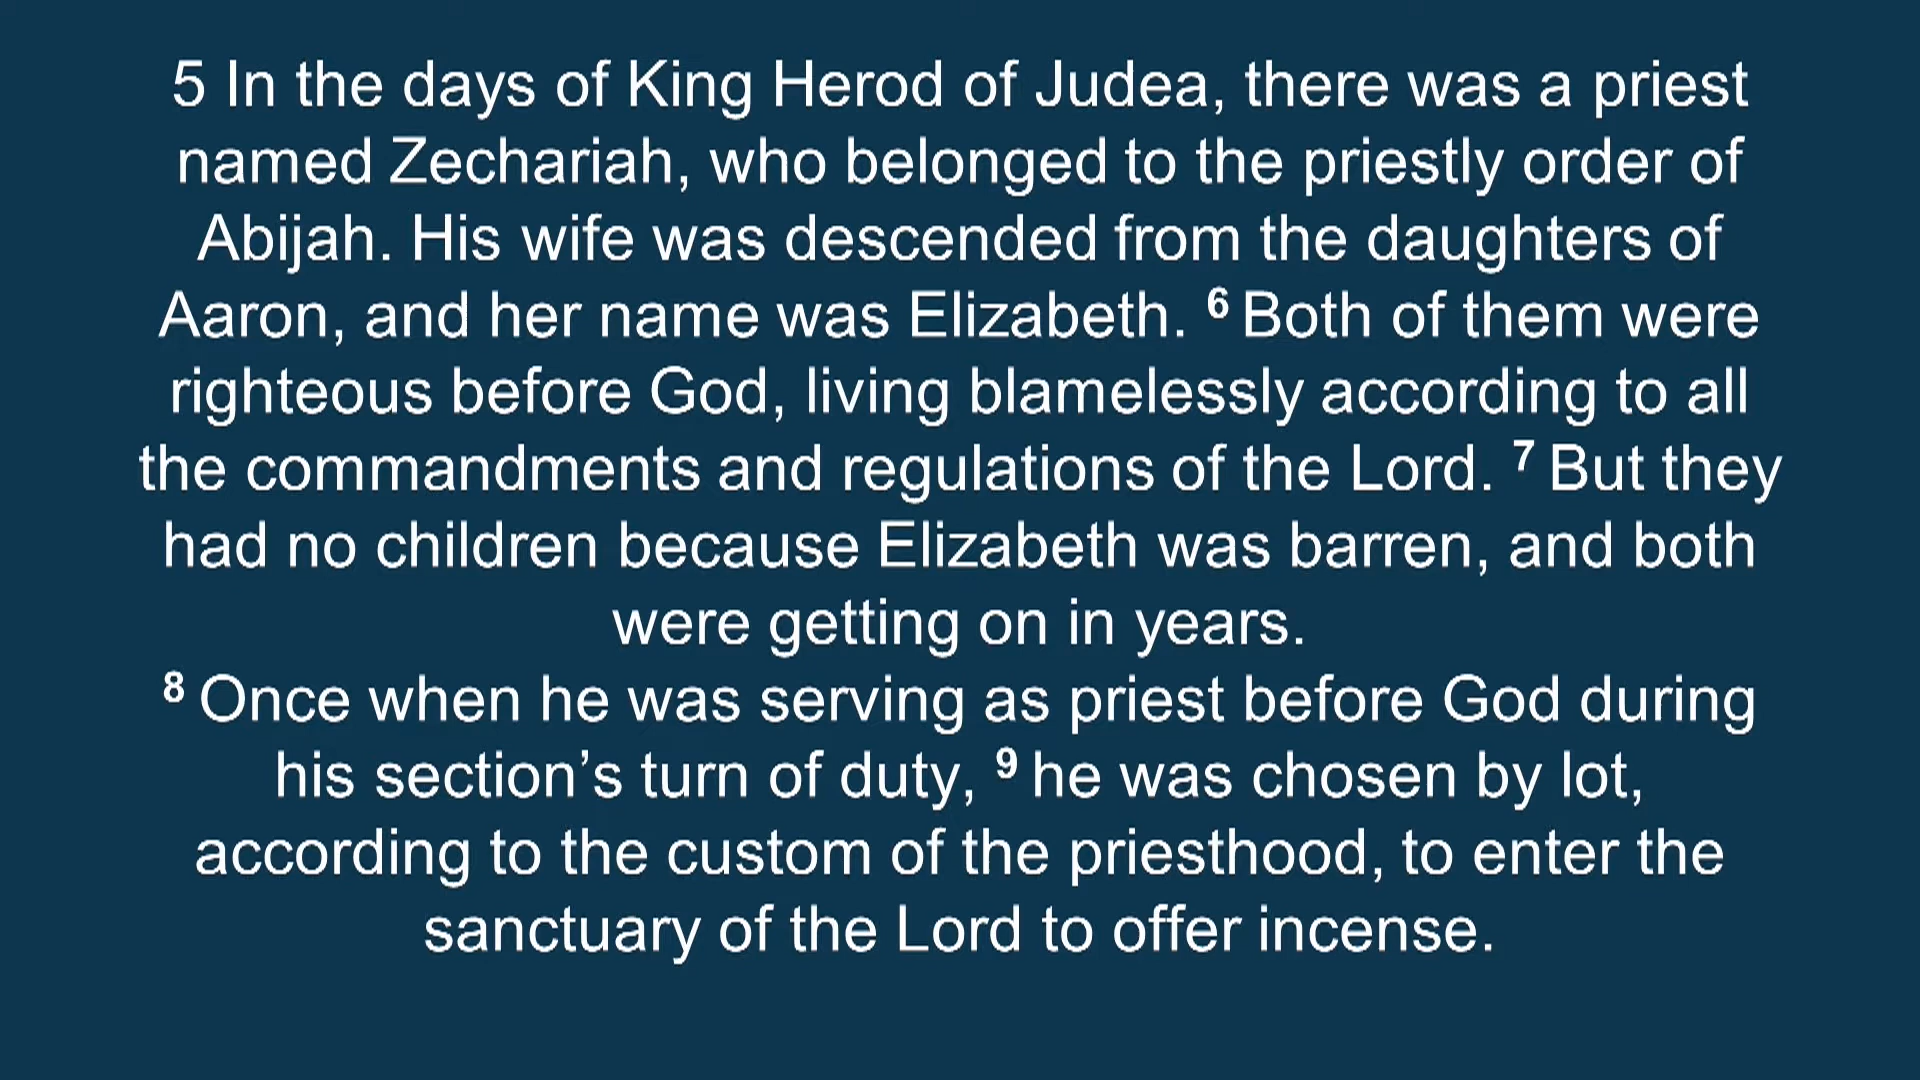 5 In the days of King Herod of Judea, there was a priest
named Zechariah, who belonged to the priestly order of
Abijah. His wife was descended from the daughters of
Aaron, and her name was Elizabeth. 6 Both of them were
righteous before God, living blamelessly according to all
the commandments and regulations of the Lord. 7 But they
had no children because Elizabeth was barren, and both
were getting on in years.
8 Once when he was serving as priest before God during
his section’s turn of duty, 9 he was chosen by lot,
according to the custom of the priesthood, to enter the
sanctuary of the Lord to offer incense.